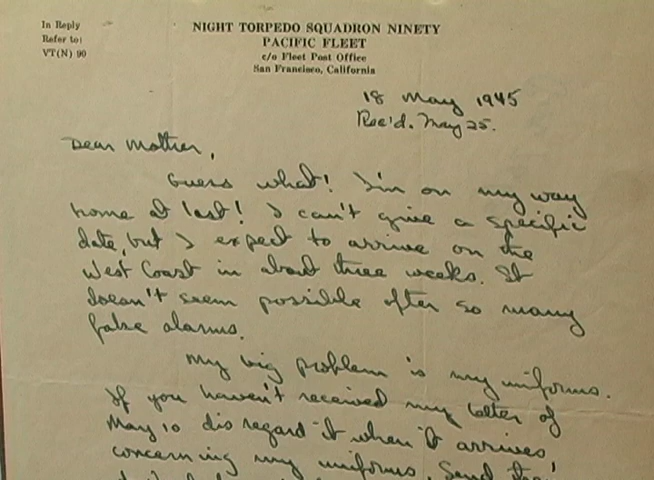 In Reply
Refer to:
VT(N) 90
NIGHT TORPEDO SQUADRON NINETY
PACIFIC FLEET
c/o Fleet Post Office
San Francisco, California
18 May 1945
Rec'd. May 25.
Dear Mother,
Guess what! I'm on my way
home at last! I can't give a specific
date, but I expect to arrive on the
West Coast in about three weeks. It
doesn't seem possible after so many
false alarms.
My big problem is my uniforms.
If you haven't received my letter of
May 10 disregard it when it arrives
concerning my uniforms. Send